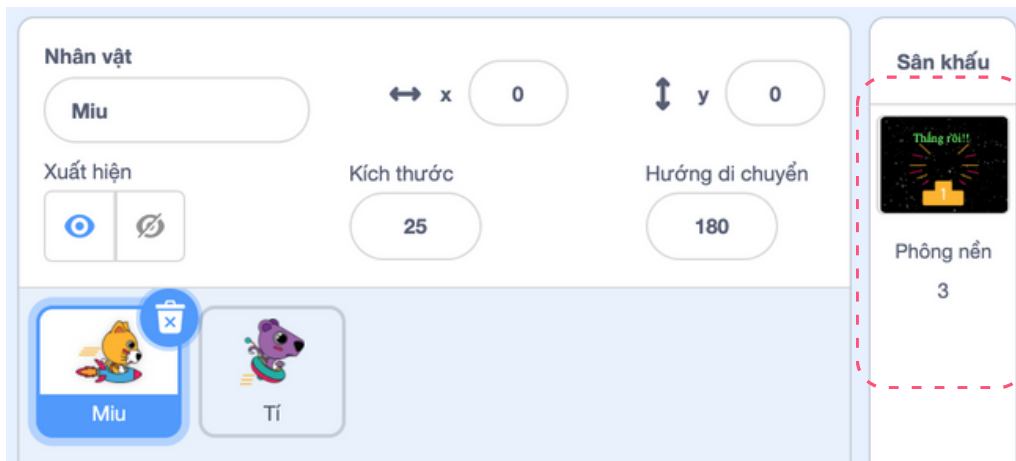 Nhân vật
Miu
x
0
y
0
Xuất hiện
Kích thước
25
Hướng di chuyển
180
Miu
Tí
Sân khấu
Thắng rồi!!
1
Phông nền
3